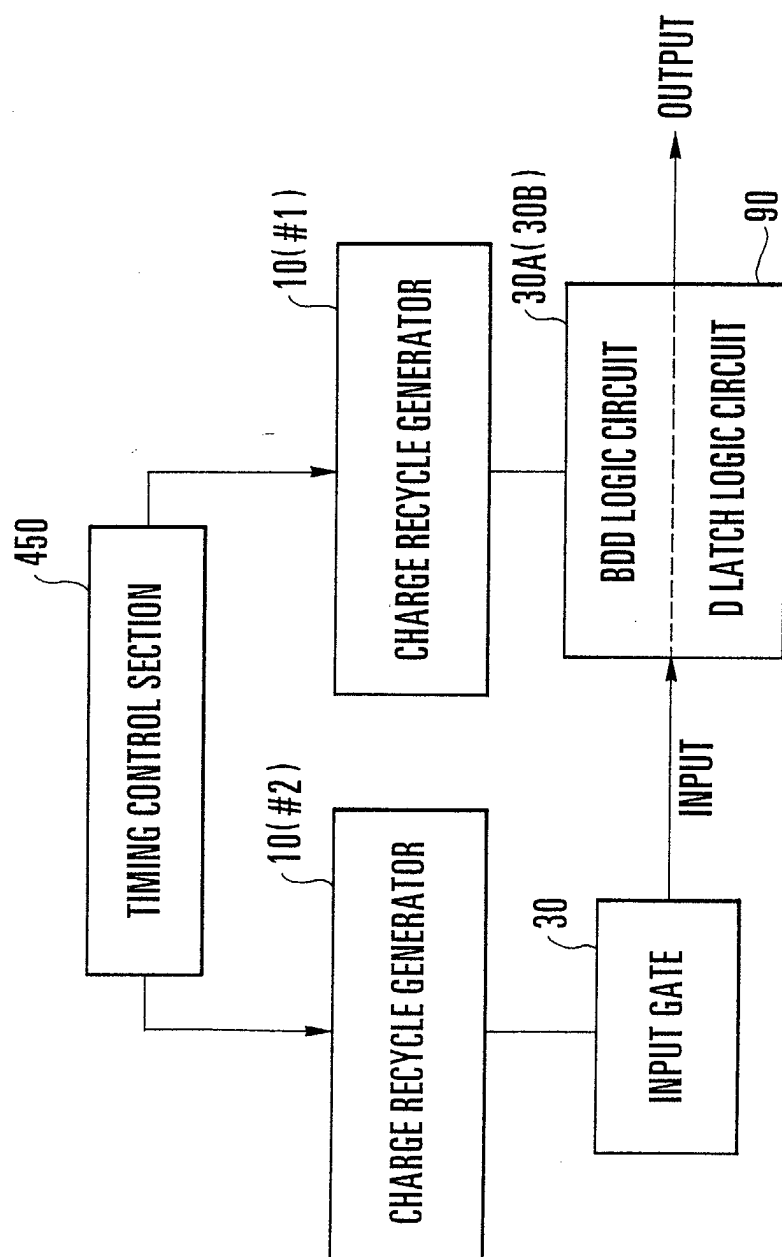 450
TIMING CONTROL SECTION
10(#2)
CHARGE RECYCLE GENERATOR
10(#1)
CHARGE RECYCLE GENERATOR
30
INPUT GATE
INPUT
30A(30B)
BDD LOGIC CIRCUIT
D LATCH LOGIC CIRCUIT
90
OUTPUT